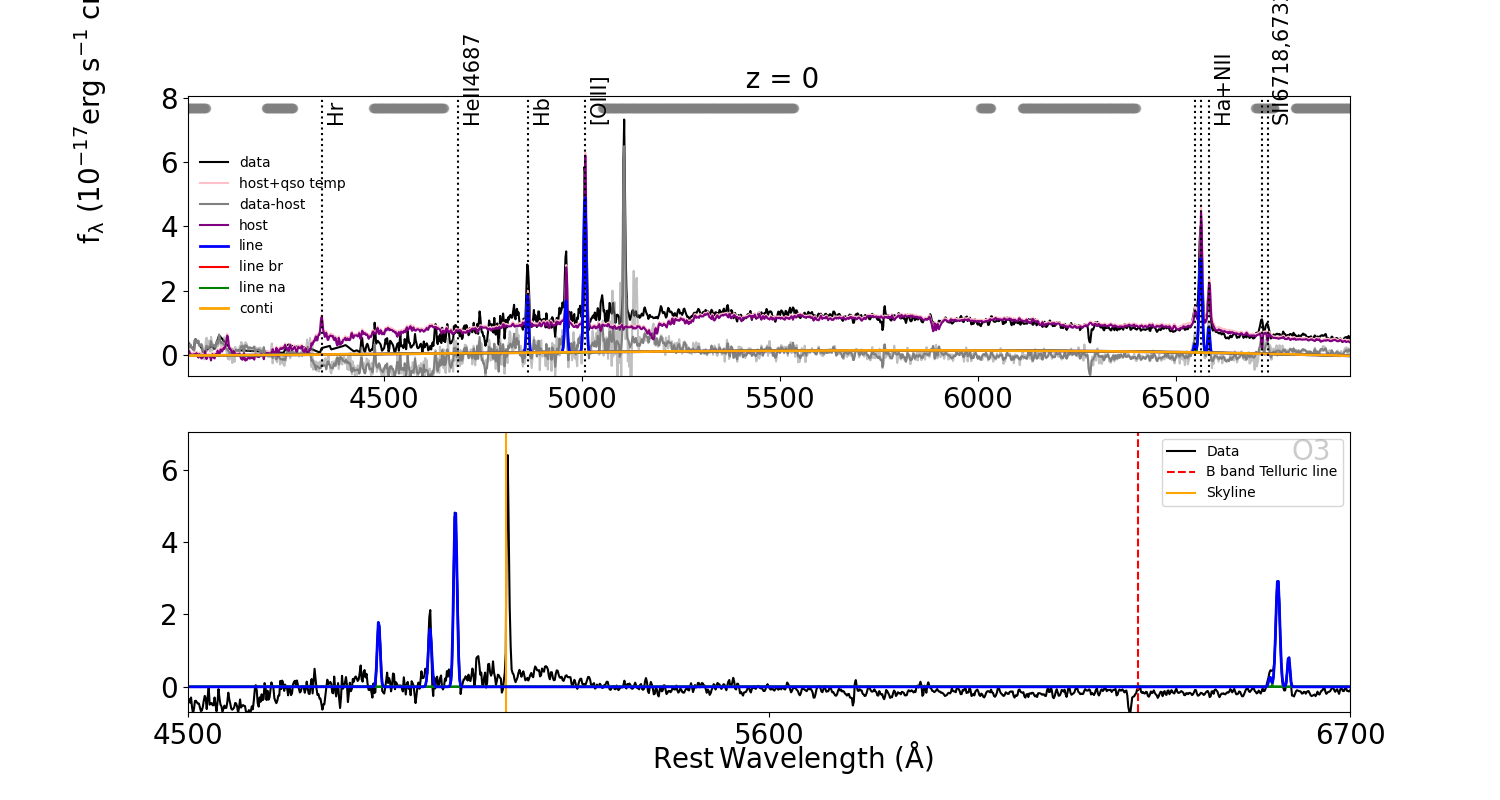 z = 0
f_λ (10^−17 erg s^−1
Hr
HeII4687
Hb
[OIII]
Ha+NII
SII6718,673
8
6
4
2
0
data
host+qso temp
data-host
host
line
line br
line na
conti
4500
5000
5500
6000
6500
O3
Data
B band Telluric line
Skyline
6
4
2
0
4500
5600
6700
Rest Wavelength (Å)